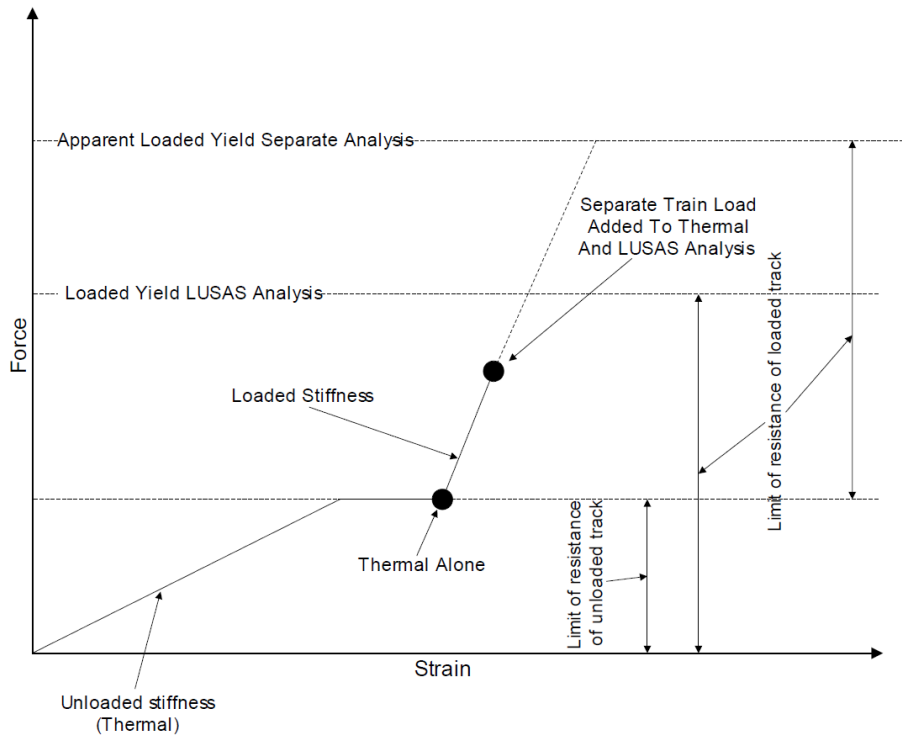 Apparent Loaded Yield Separate Analysis
Separate Train Load
Added To Thermal
And LUSAS Analysis
Loaded Yield LUSAS Analysis
Force
Loaded Stiffness
Limit of resistance of loaded track
Thermal Alone
Limit of resistance
of unloaded track
Strain
Unloaded stiffness
(Thermal)